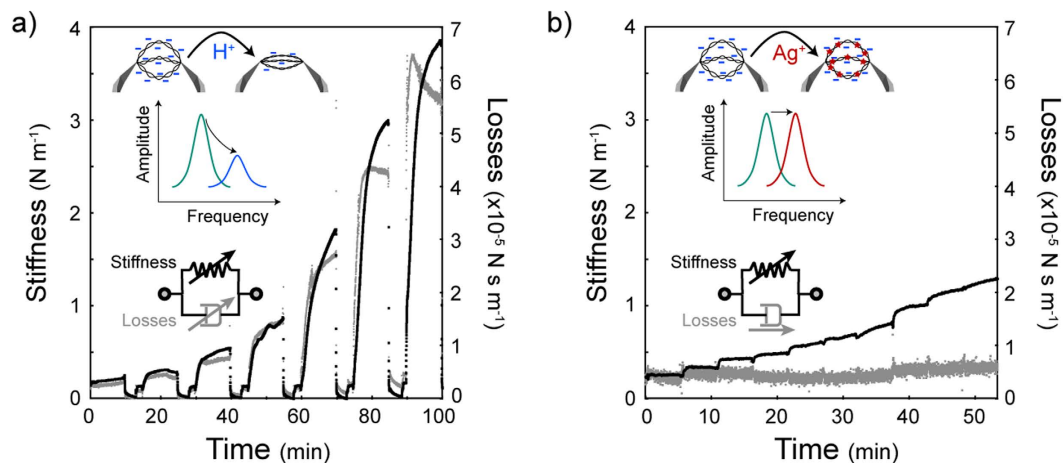 a)
Stiffness (N m⁻¹)
4
3
2
1
0
H⁺
Amplitude
Frequency
Stiffness
Losses
7
6
5
4
3
2
1
0
Losses (x10⁻⁵ N s m⁻¹)
0 20 40 60 80 100
Time (min)
b)
Stiffness (N m⁻¹)
4
3
2
1
0
Ag⁺
Amplitude
Frequency
Stiffness
Losses
7
6
5
4
3
2
1
0
Losses (x10⁻⁵ N s m⁻¹)
0 10 20 30 40 50
Time (min)